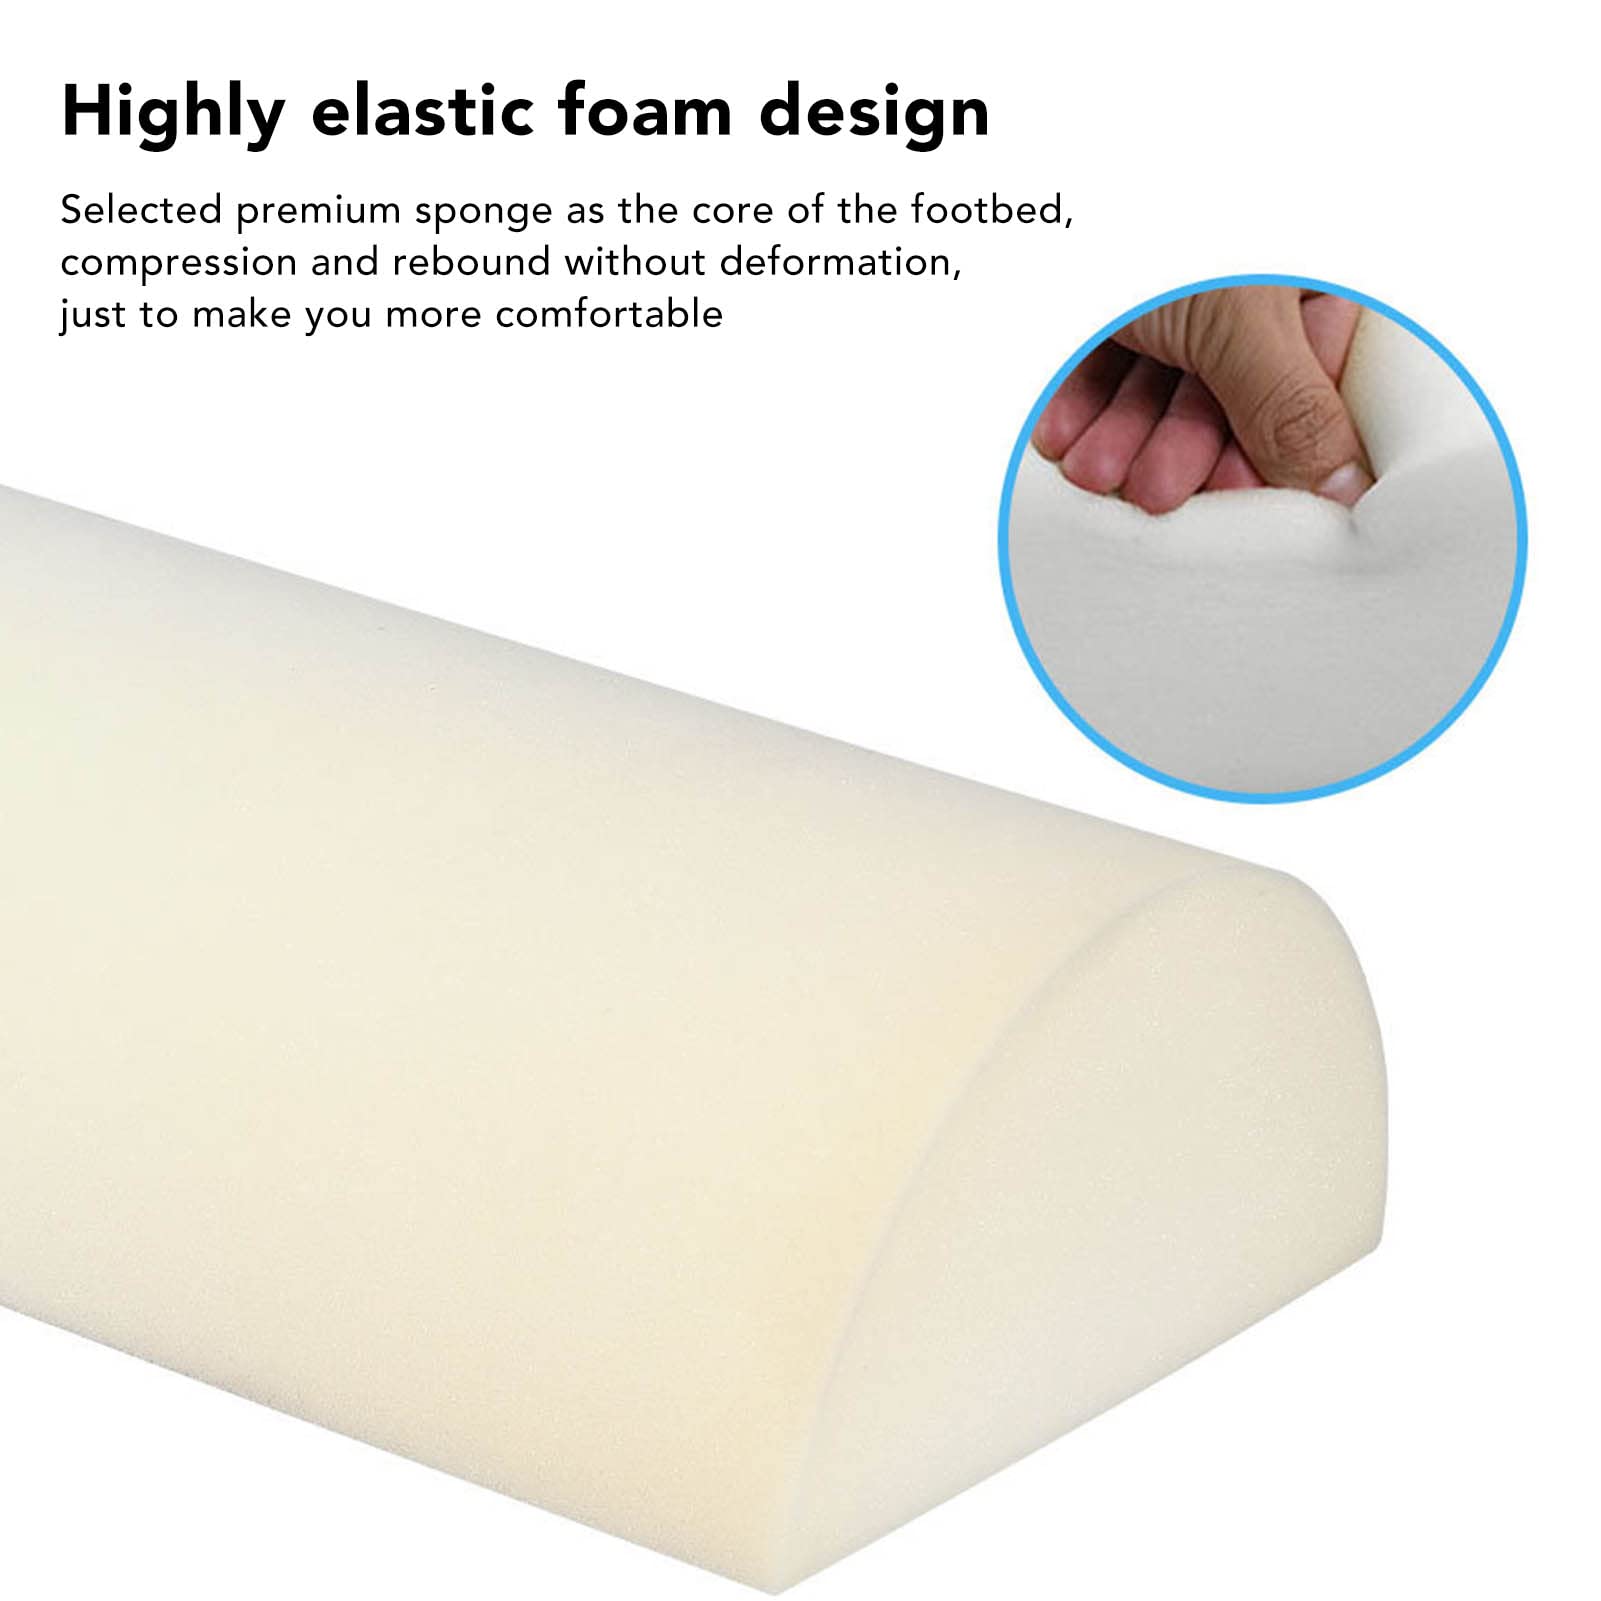 Highly elastic foam design
Selected premium sponge as the core of the footbed,
compression and rebound without deformation,
just to make you more comfortable